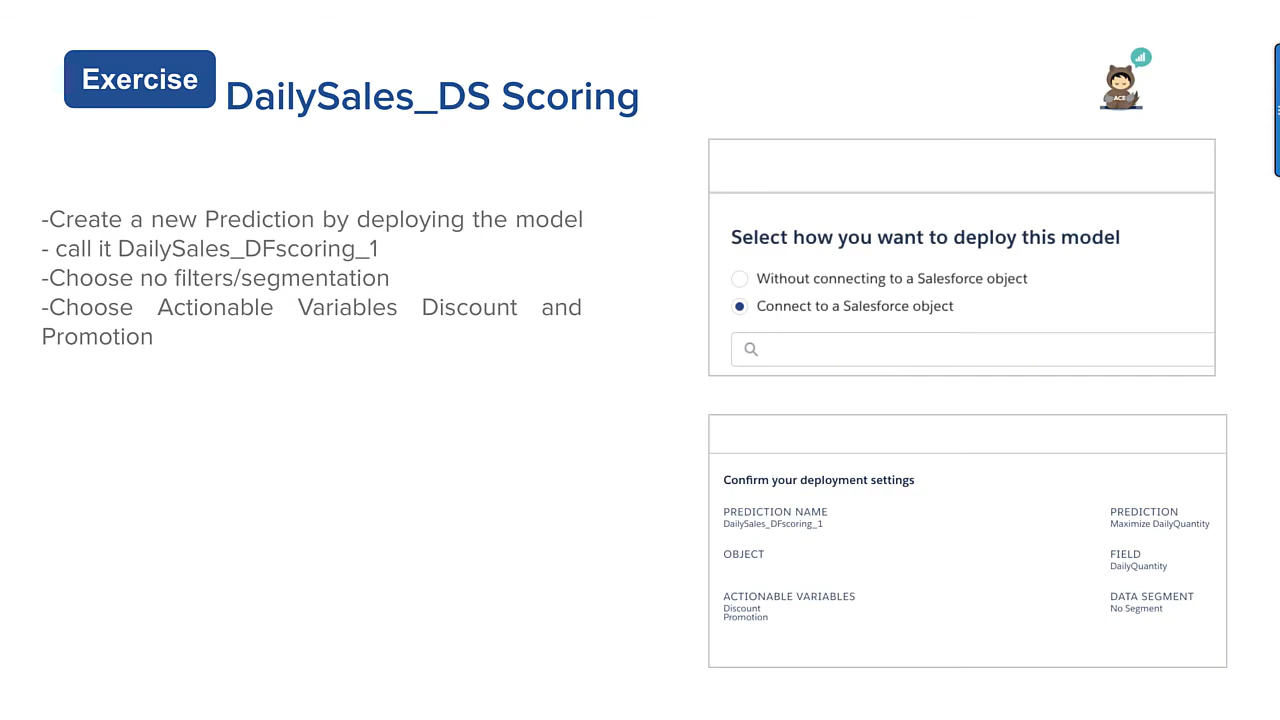 Exercise
DailySales_DS Scoring
ACE
-Create a new Prediction by deploying the model
- call it DailySales_DFscoring_1
-Choose no filters/segmentation
-Choose Actionable Variables Discount and
Promotion
Select how you want to deploy this model
Without connecting to a Salesforce object
Connect to a Salesforce object
Confirm your deployment settings
PREDICTION NAME
DailySales_DFscoring_1
PREDICTION
Maximize DailyQuantity
OBJECT
FIELD
DailyQuantity
ACTIONABLE VARIABLES
Discount
Promotion
DATA SEGMENT
No Segment